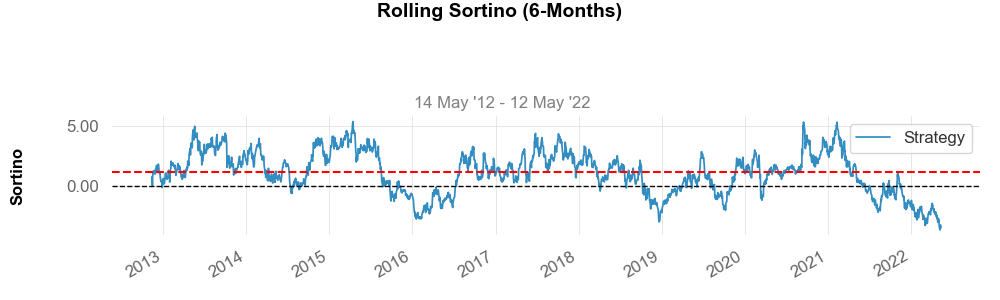 Rolling Sortino (6-Months)
14 May '12 - 12 May '22
Sortino
5.00
0.00
Strategy
2013 2014 2015 2016 2017 2018 2019 2020 2021 2022